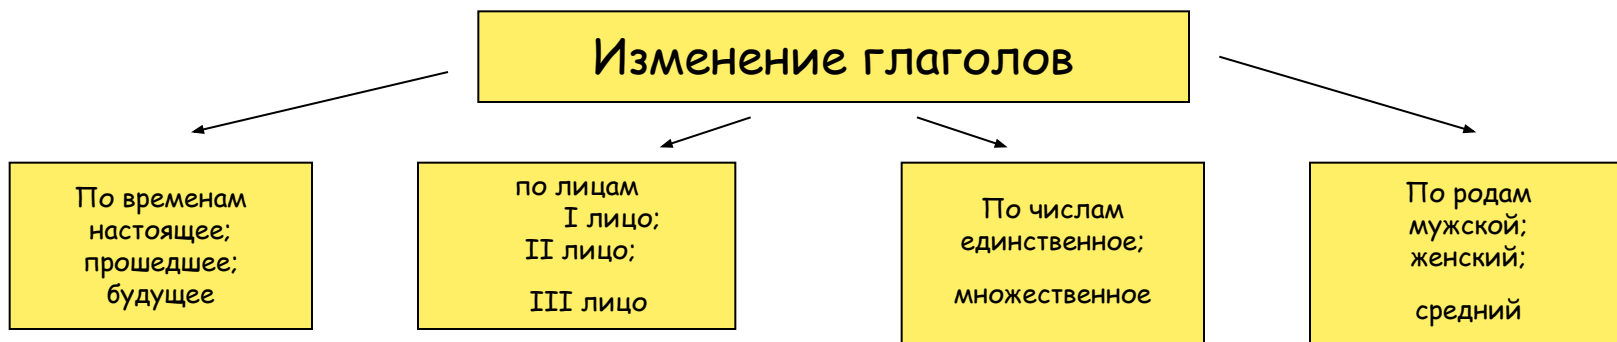 Изменение глаголов
По временам
настоящее;
прошедшее;
будущее
по лицам
I лицо;
II лицо;
III лицо
По числам
единственное;
множественное
По родам
мужской;
женский;
средний